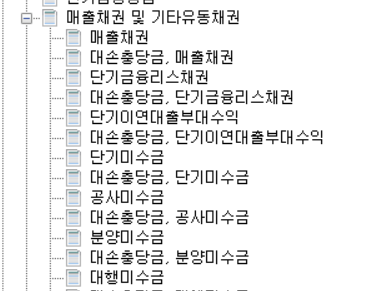 매출채권 및 기타유동채권
매출채권
대손충당금, 매출채권
단기금융리스채권
대손충당금, 단기금융리스채권
단기이연대출부대수익
대손충당금, 단기이연대출부대수익
단기미수금
대손충당금, 단기미수금
공사미수금
대손충당금, 공사미수금
분양미수금
대손충당금, 분양미수금
대행미수금